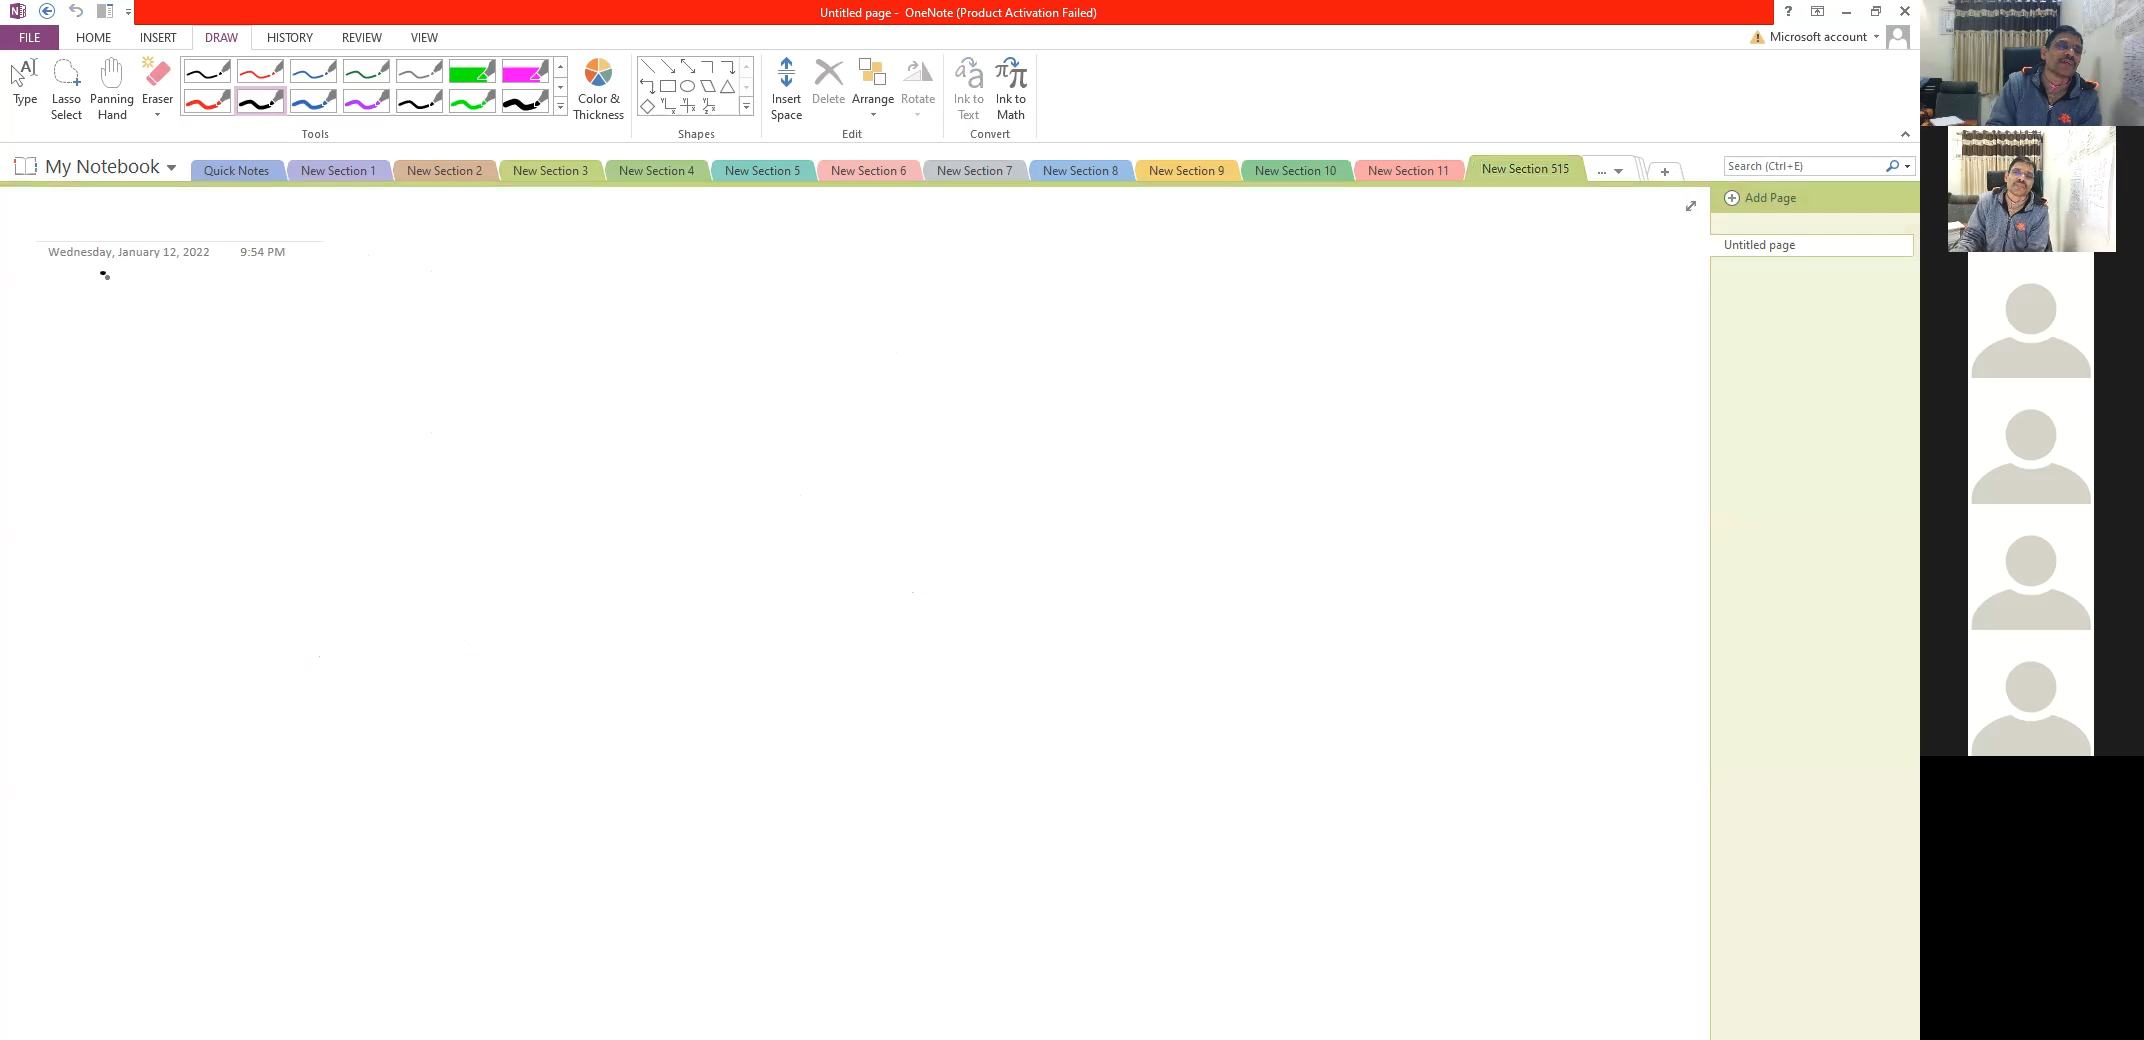 Untitled page - OneNote (Product Activation Failed)
FILE HOME INSERT DRAW HISTORY REVIEW VIEW
Microsoft account
Type
Lasso Select
Panning Hand
Eraser
Color & Thickness
Insert Space
Delete
Arrange
Rotate
Ink to Text
Ink to Math
Tools Shapes Edit Convert
My Notebook Quick Notes New Section 1 New Section 2 New Section 3 New Section 4 New Section 5 New Section 6 New Section 7 New Section 8 New Section 9 New Section 10 New Section 11 New Section 515 ...
Search (Ctrl+E)
Add Page
Untitled page
Wednesday, January 12, 2022 9:54 PM